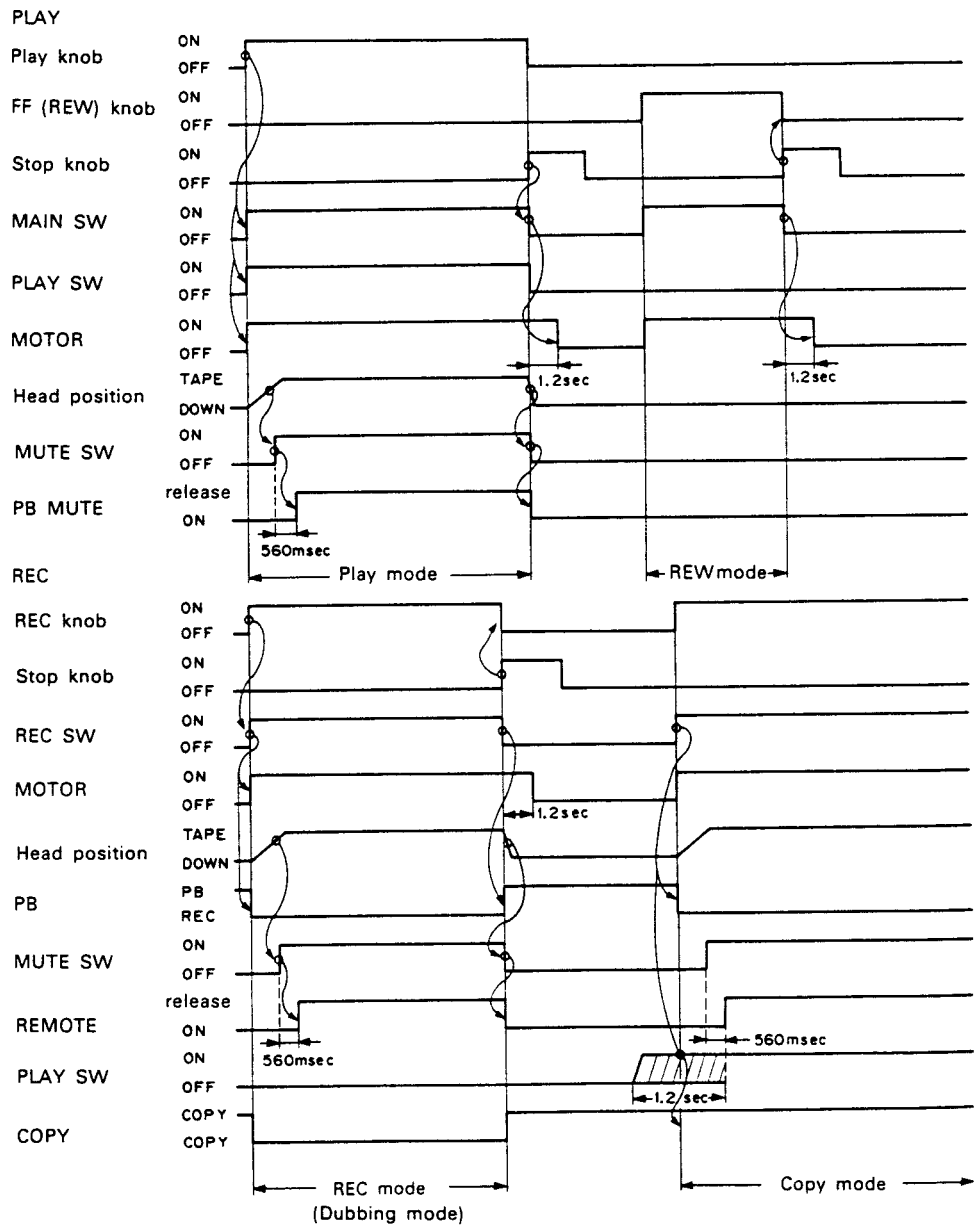 PLAY
Play knob ON OFF
FF (REW) knob ON OFF
Stop knob ON OFF
MAIN SW ON OFF
PLAY SW ON OFF
MOTOR ON OFF
1.2sec 1.2sec
Head position TAPE DOWN
MUTE SW ON OFF
PB MUTE release ON
560msec
Play mode REW mode
REC
REC knob ON OFF
Stop knob ON OFF
REC SW ON OFF
MOTOR ON OFF
1.2sec
Head position TAPE DOWN
PB PB REC
MUTE SW ON OFF
REMOTE release ON
560msec 560msec
PLAY SW ON OFF
1.2 sec
COPY COPY COPY
REC mode Copy mode
(Dubbing mode)